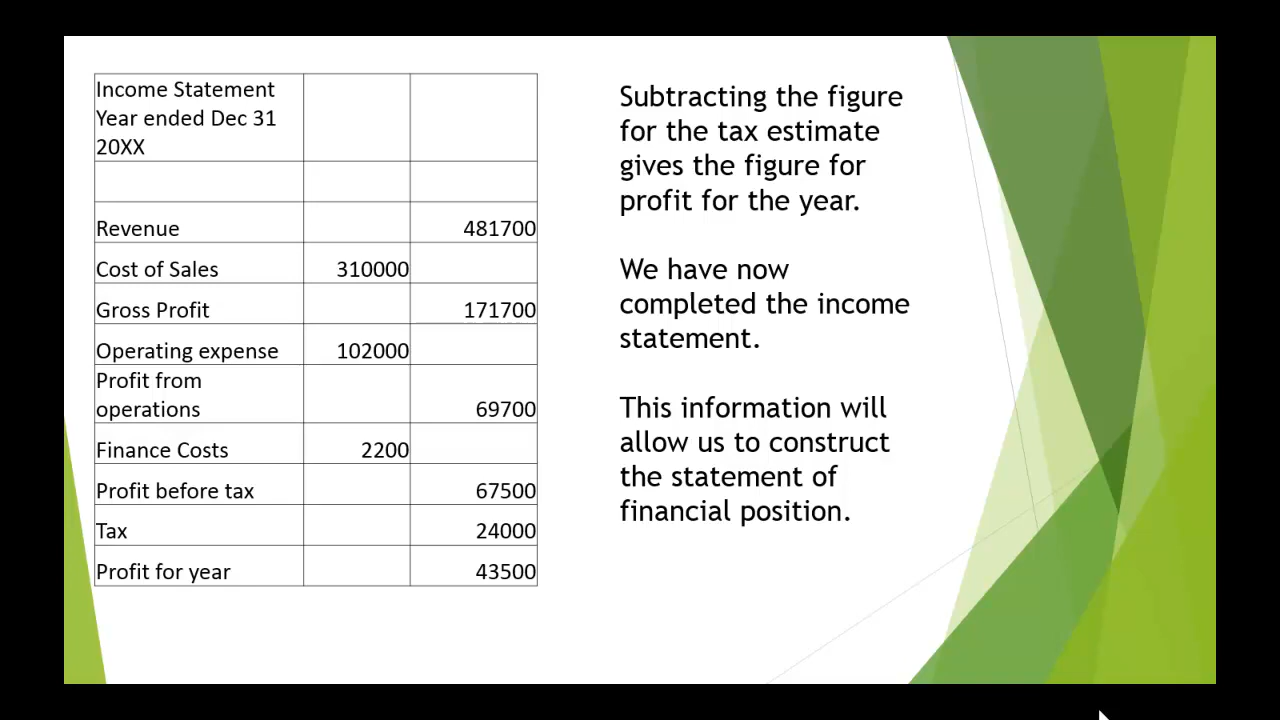 Income Statement
Year ended Dec 31
20XX
Revenue 481700
Cost of Sales 310000
Gross Profit 171700
Operating expense 102000
Profit from
operations 69700
Finance Costs 2200
Profit before tax 67500
Tax 24000
Profit for year 43500
Subtracting the figure
for the tax estimate
gives the figure for
profit for the year.
We have now
completed the income
statement.
This information will
allow us to construct
the statement of
financial position.